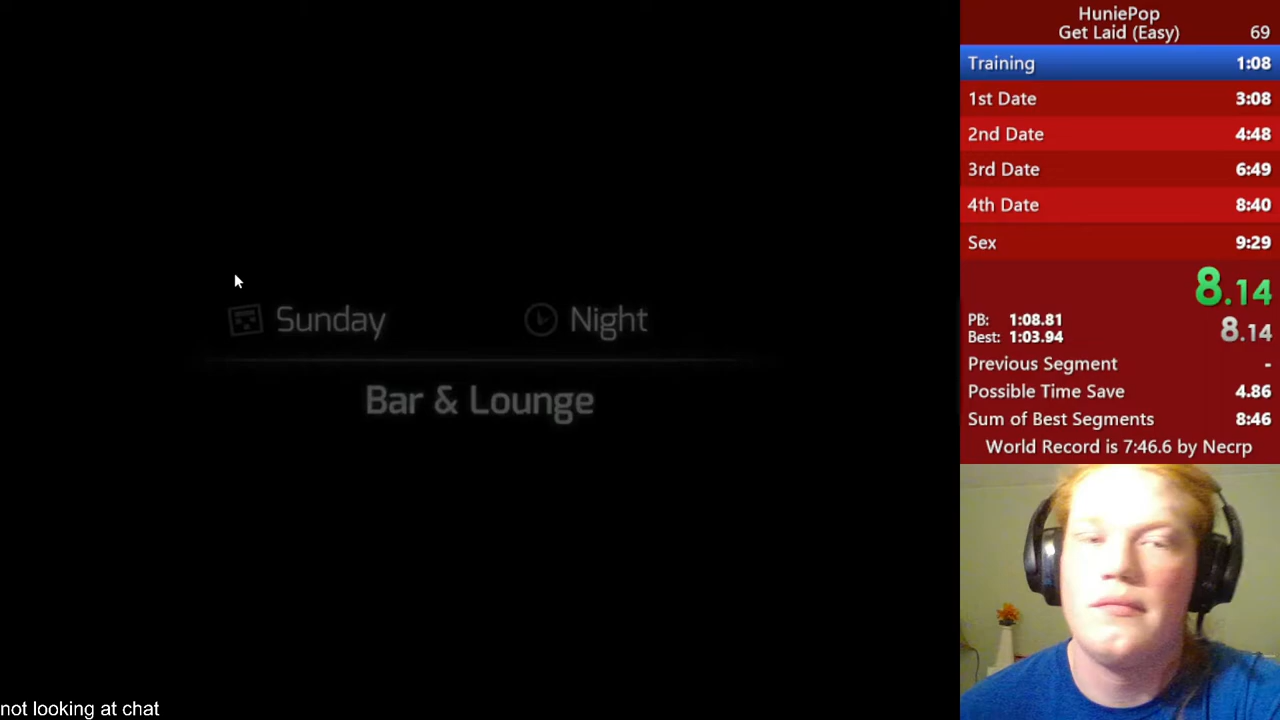 Sunday
Night
Bar & Lounge
not looking at chat
HuniePop
Get Laid (Easy) 69
Training 1:08
1st Date 3:08
2nd Date 4:48
3rd Date 6:49
4th Date 8:40
Sex 9:29
8.14
PB: 1:08.81
Best: 1:03.94
8.14
Previous Segment -
Possible Time Save 4.86
Sum of Best Segments 8:46
World Record is 7:46.6 by Necrp